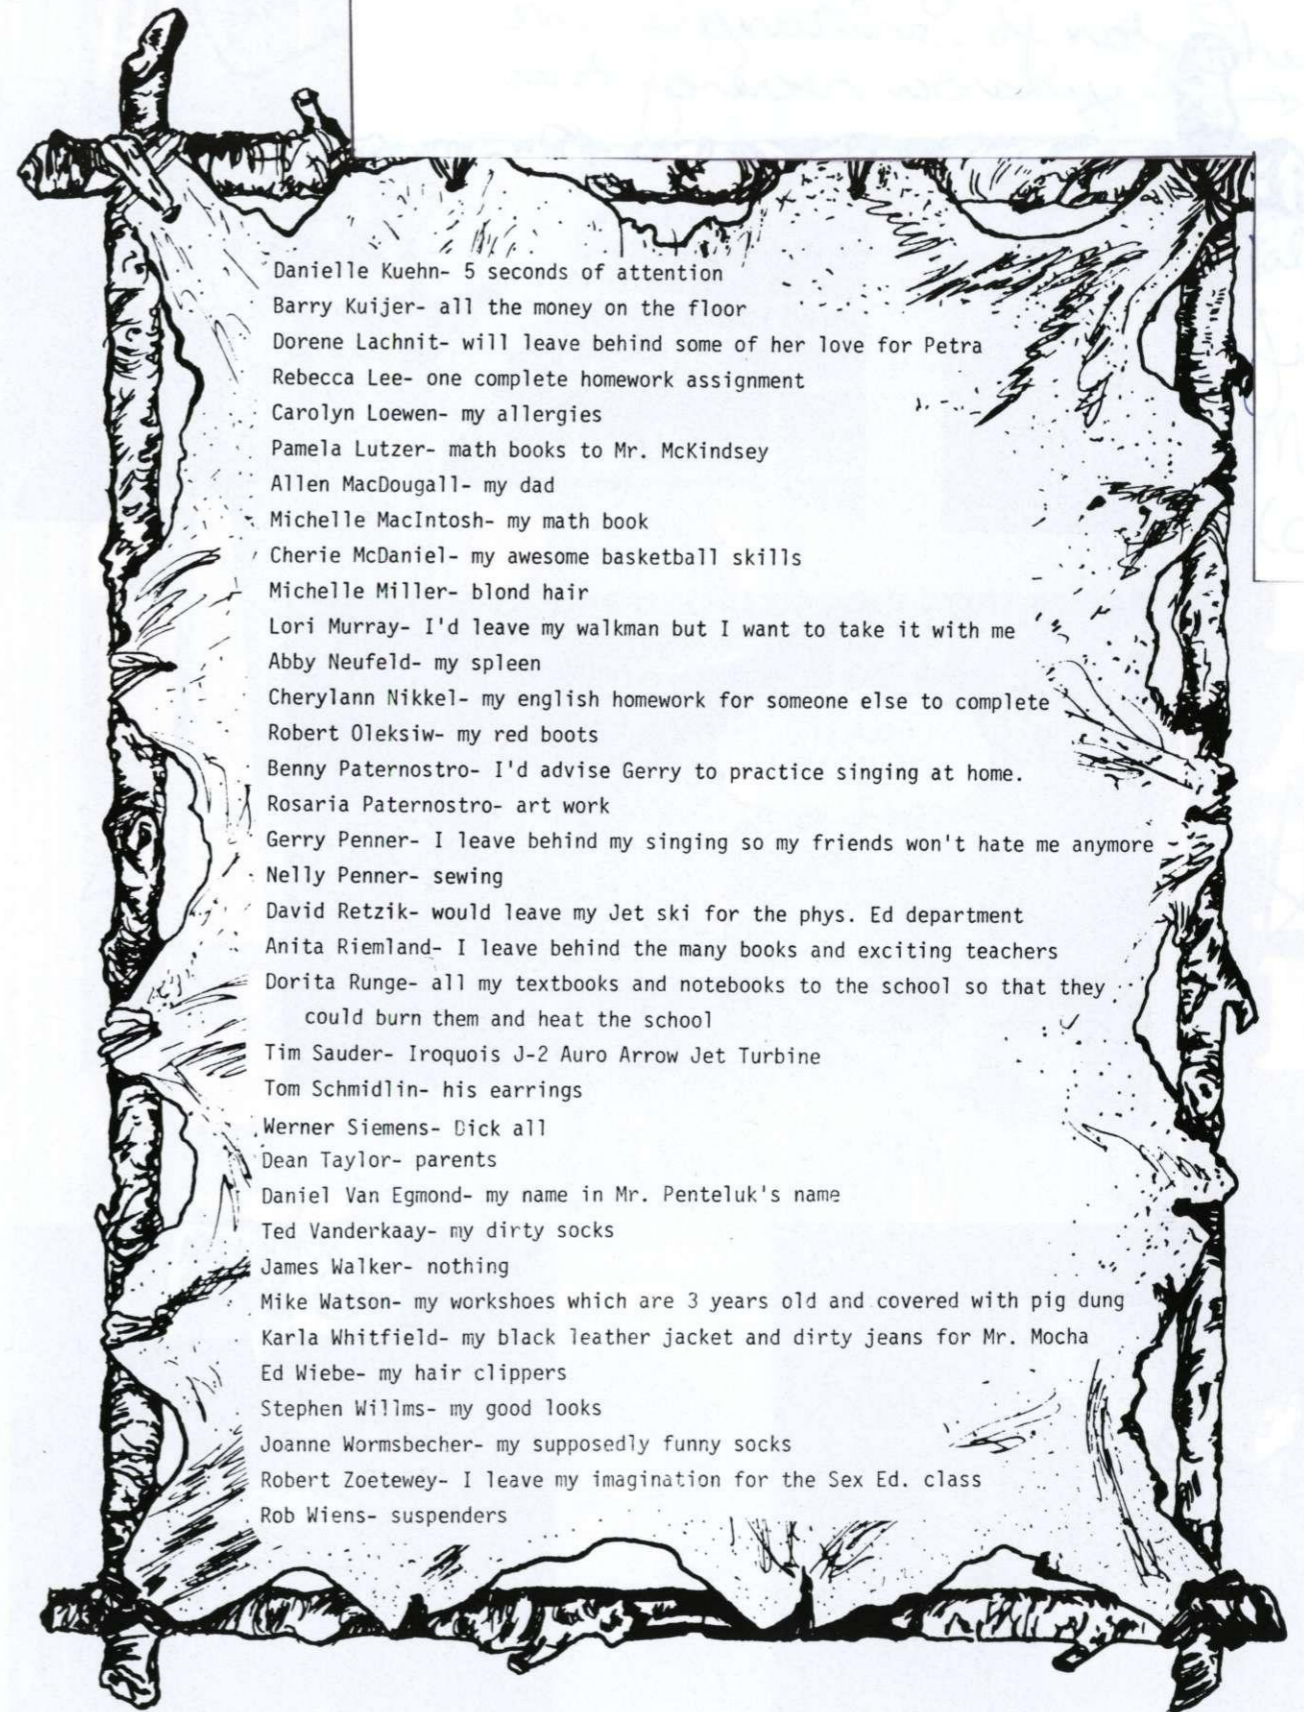 Danielle Kuehn- 5 seconds of attention
Barry Kuijer- all the money on the floor
Dorene Lachnit- will leave behind some of her love for Petra
Rebecca Lee- one complete homework assignment
Carolyn Loewen- my allergies
Pamela Lutzer- math books to Mr. McKindsey
Allen MacDougall- my dad
Michelle MacIntosh- my math book
Cherie McDaniel- my awesome basketball skills
Michelle Miller- blond hair
Lori Murray- I'd leave my walkman but I want to take it with me
Abby Neufeld- my spleen
Cherylann Nikkel- my english homework for someone else to complete
Robert Oleksiw- my red boots
Benny Paternostro- I'd advise Gerry to practice singing at home.
Rosaria Paternostro- art work
Gerry Penner- I leave behind my singing so my friends won't hate me anymore
Nelly Penner- sewing
David Retzik- would leave my Jet ski for the phys. Ed department
Anita Riemland- I leave behind the many books and exciting teachers
Dorita Runge- all my textbooks and notebooks to the school so that they
could burn them and heat the school
Tim Sauder- Iroquois J-2 Auro Arrow Jet Turbine
Tom Schmidlin- his earrings
Werner Siemens- Dick all
Dean Taylor- parents
Daniel Van Egmond- my name in Mr. Penteluk's name
Ted Vanderkaay- my dirty socks
James Walker- nothing
Mike Watson- my workshoes which are 3 years old and covered with pig dung
Karla Whitfield- my black leather jacket and dirty jeans for Mr. Mocha
Ed Wiebe- my hair clippers
Stephen Willms- my good looks
Joanne Wormsbecher- my supposedly funny socks
Robert Zoetewey- I leave my imagination for the Sex Ed. class
Rob Wiens- suspenders